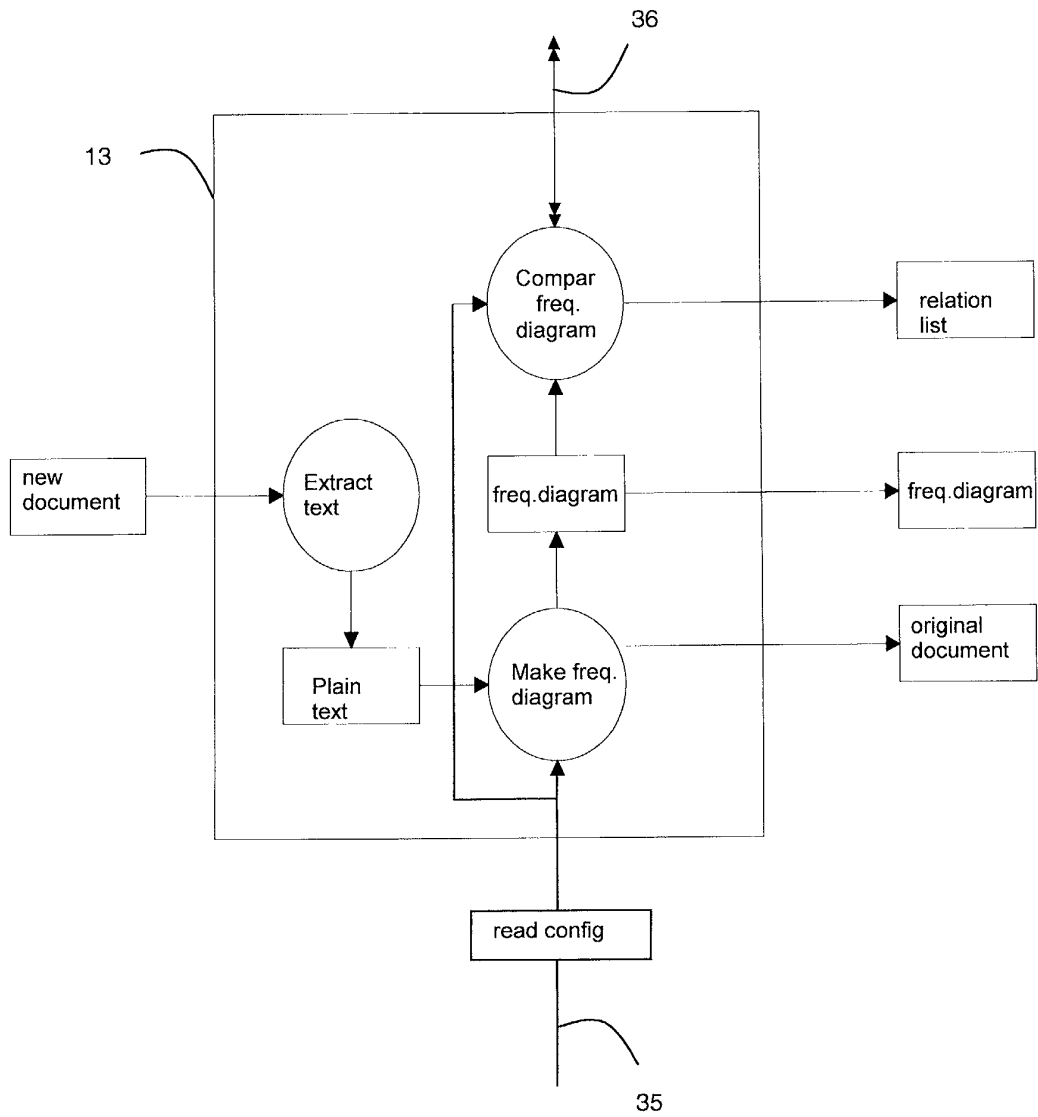 36
13
Compar
freq.
diagram
relation
list
new
document
Extract
text
freq.diagram
freq.diagram
original
document
Plain
text
Make freq.
diagram
read config
35